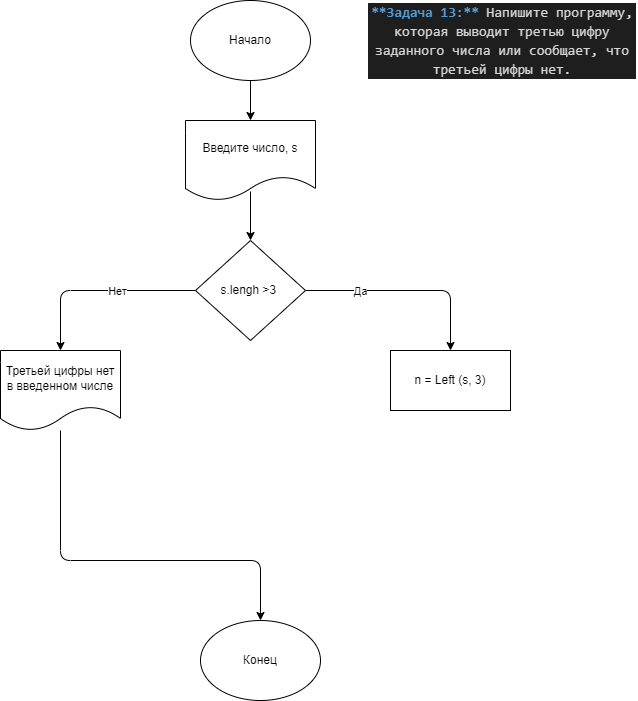 **Задача 13:** Напишите программу,
которая выводит третью цифру
заданного числа или сообщает, что
третьей цифры нет.
Начало
Введите число, s
s.lengh >3
Нет
Да
Третьей цифры нет
в введенном числе
n = Left (s, 3)
Конец